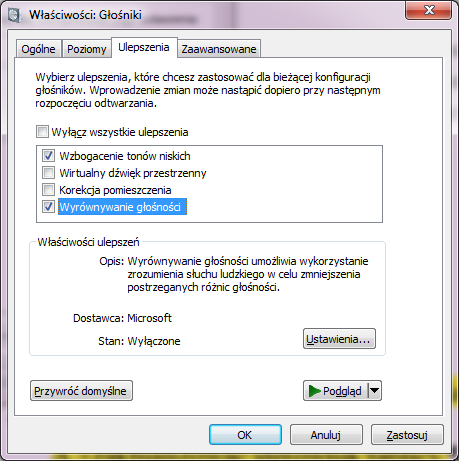 Właściwości: Głośniki
Ogólne Poziomy Ulepszenia Zaawansowane
Wybierz ulepszenia, które chcesz zastosować dla bieżącej konfiguracji
głośników. Wprowadzenie zmian może nastąpić dopiero przy następnym
rozpoczęciu odtwarzania.
Wyłącz wszystkie ulepszenia
Wzbogacenie tonów niskich
Wirtualny dźwięk przestrzenny
Korekcja pomieszczenia
Wyrównywanie głośności
Właściwości ulepszeń
Opis: Wyrównywanie głośności umożliwia wykorzystanie
zrozumienia słuchu ludzkiego w celu zmniejszenia
postrzeganych różnic głośności.
Dostawca: Microsoft
Stan: Wyłączone
Ustawienia...
Przywróć domyślne
Podgląd
OK Anuluj Zastosuj